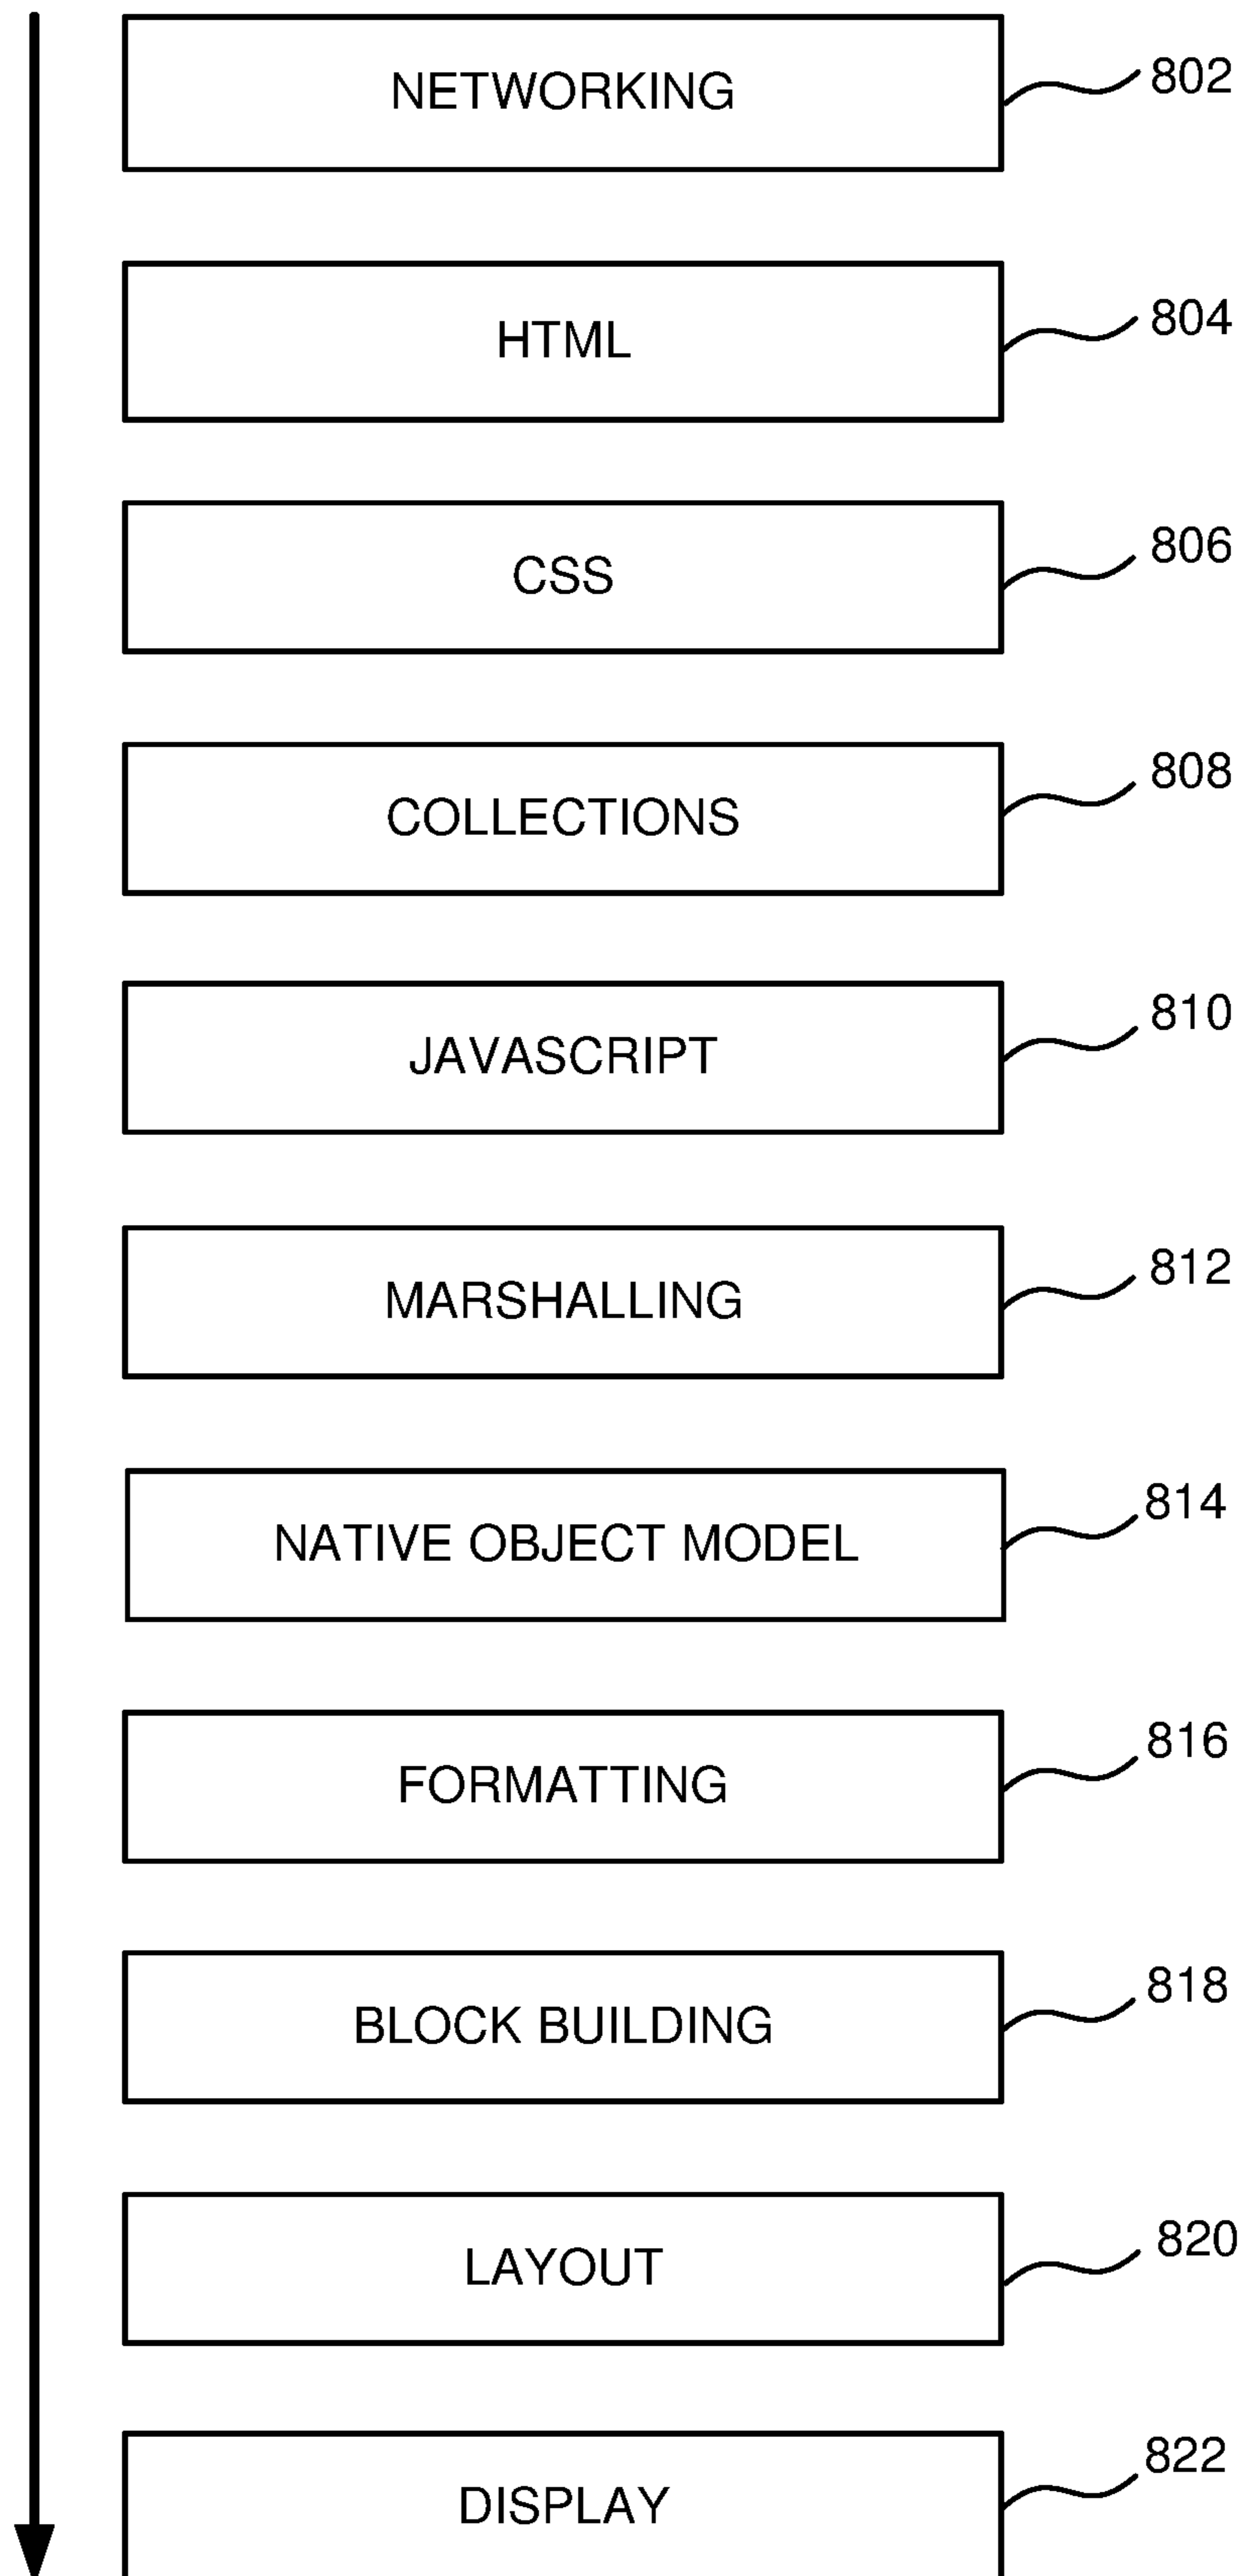 NETWORKING 802
HTML 804
CSS 806
COLLECTIONS 808
JAVASCRIPT 810
MARSHALLING 812
NATIVE OBJECT MODEL 814
FORMATTING 816
BLOCK BUILDING 818
LAYOUT 820
DISPLAY 822